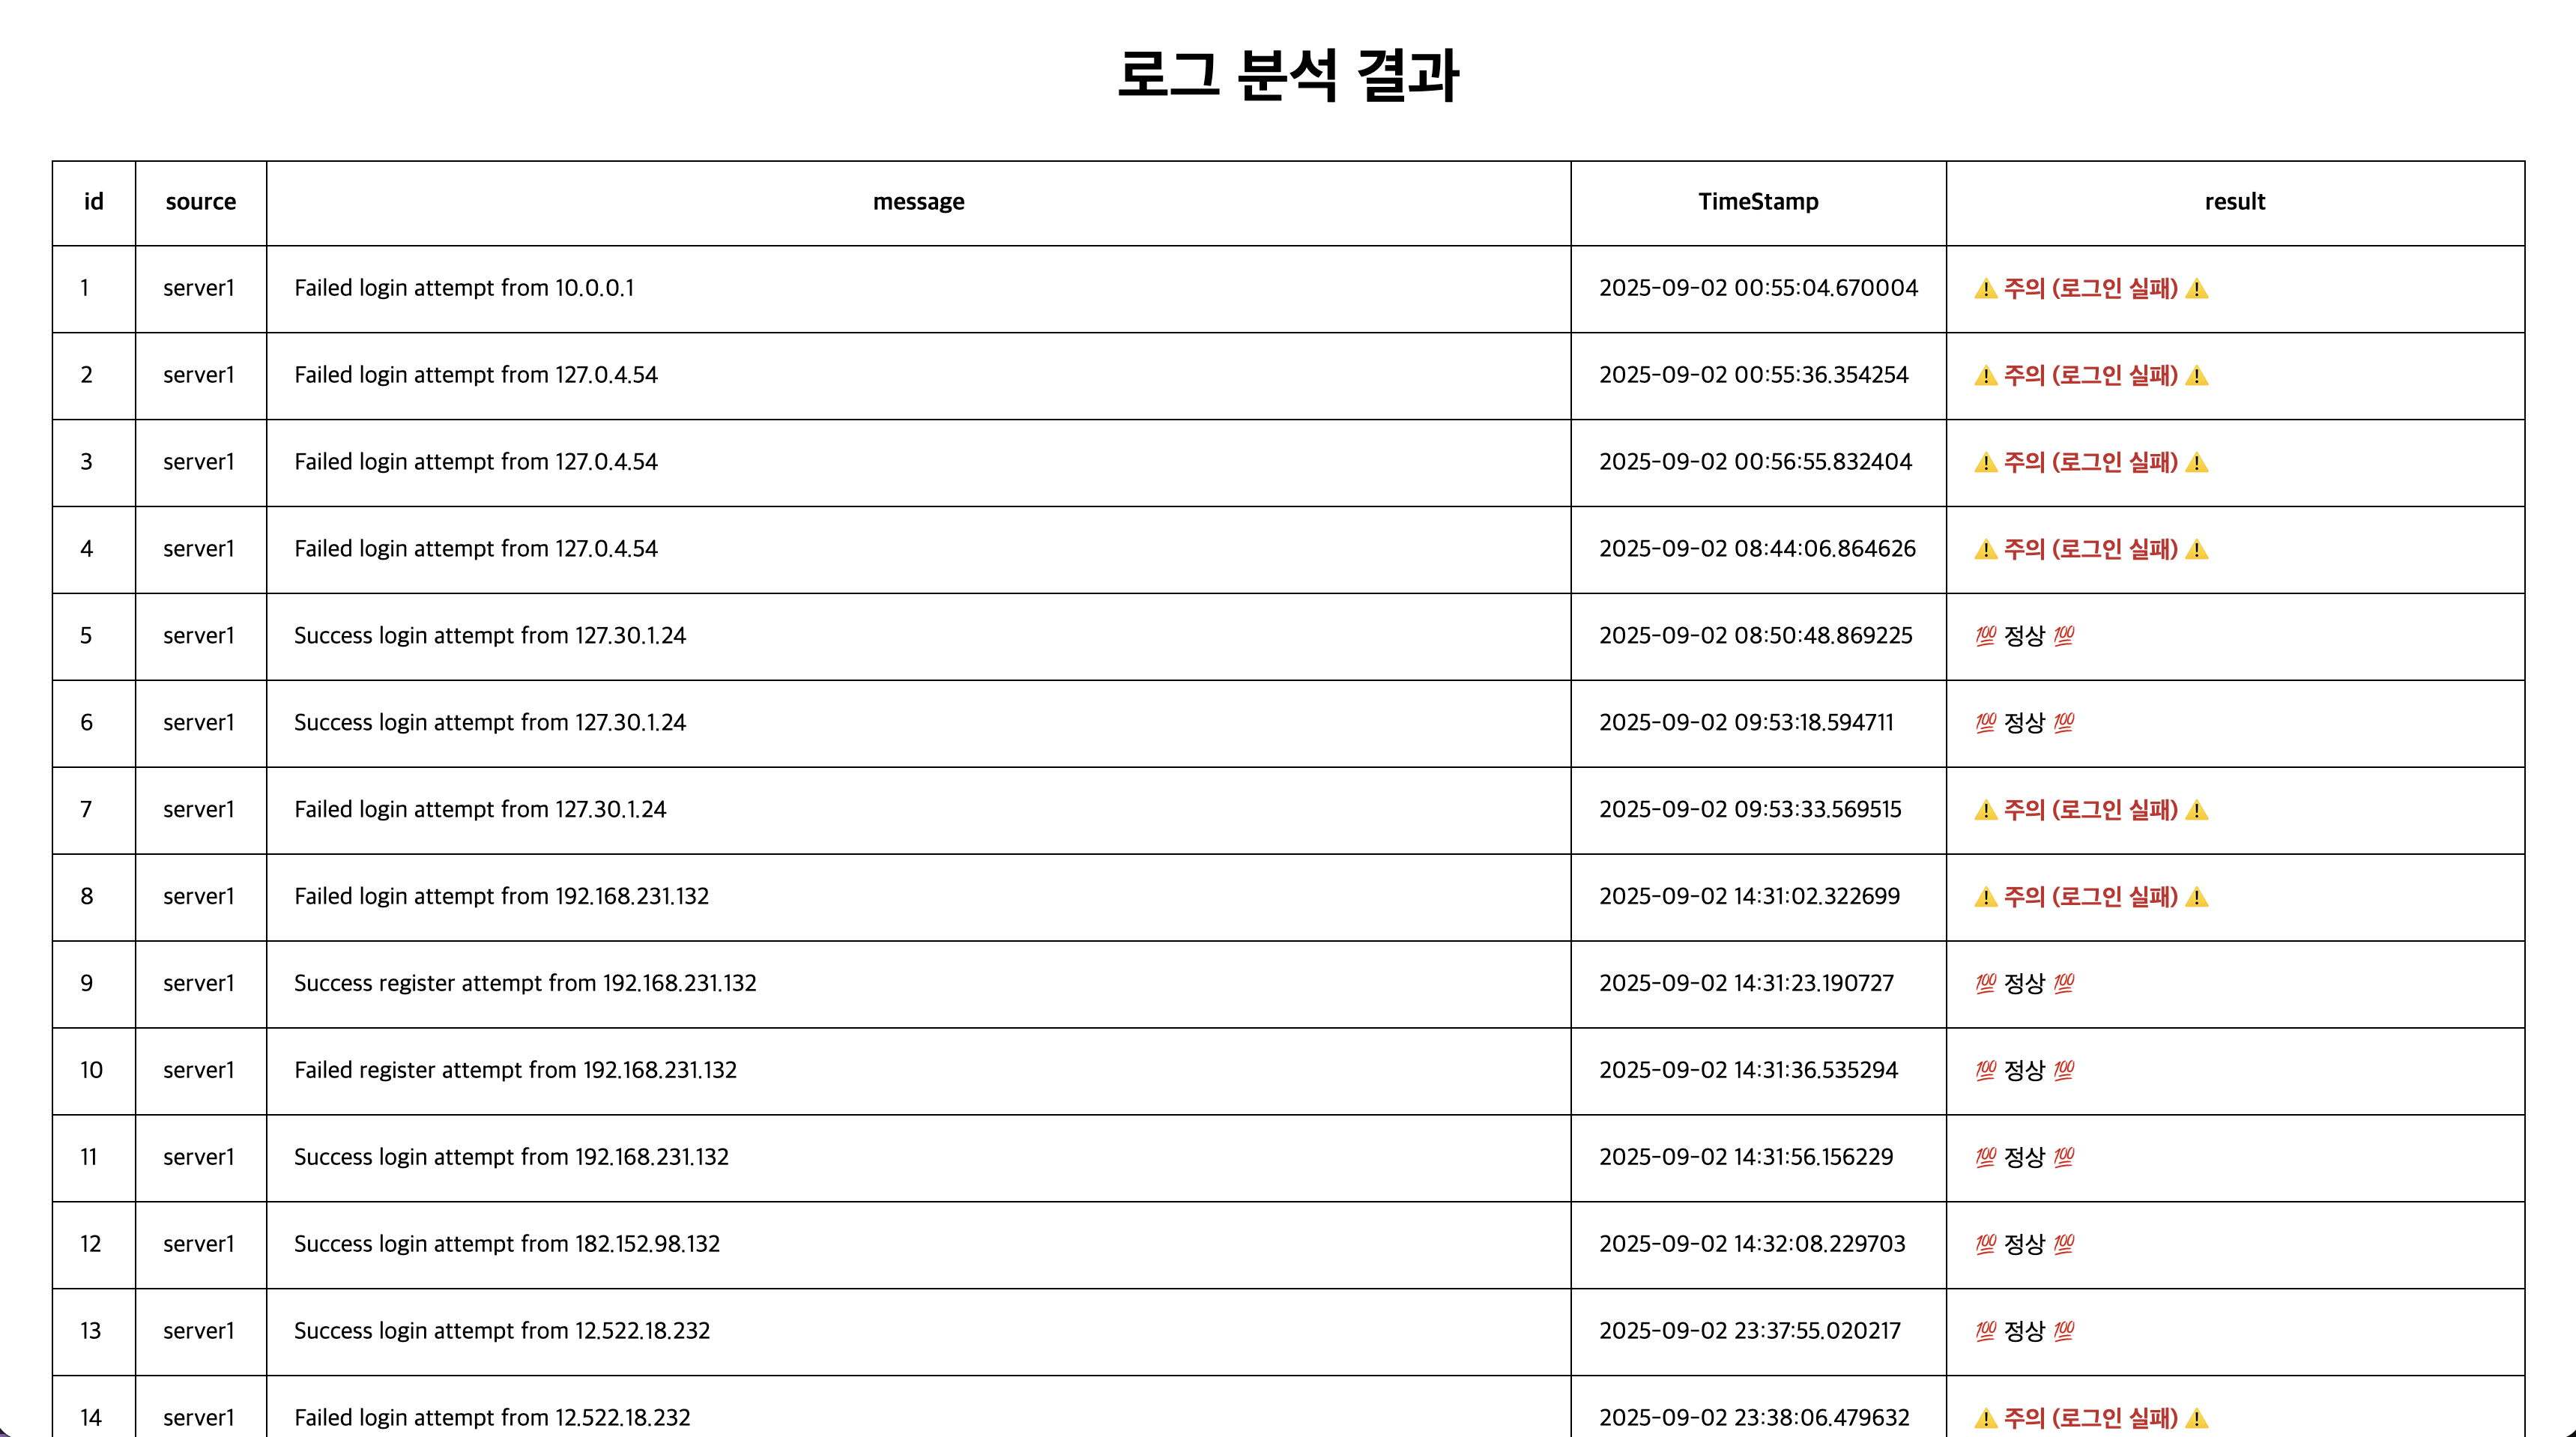 로그 분석 결과
id source message TimeStamp result
1 server1 Failed login attempt from 10.0.0.1 2025-09-02 00:55:04.670004 ⚠️ 주의 (로그인 실패) ⚠️
2 server1 Failed login attempt from 127.0.4.54 2025-09-02 00:55:36.354254 ⚠️ 주의 (로그인 실패) ⚠️
3 server1 Failed login attempt from 127.0.4.54 2025-09-02 00:56:55.832404 ⚠️ 주의 (로그인 실패) ⚠️
4 server1 Failed login attempt from 127.0.4.54 2025-09-02 08:44:06.864626 ⚠️ 주의 (로그인 실패) ⚠️
5 server1 Success login attempt from 127.30.1.24 2025-09-02 08:50:48.869225 💯 정상 💯
6 server1 Success login attempt from 127.30.1.24 2025-09-02 09:53:18.594711 💯 정상 💯
7 server1 Failed login attempt from 127.30.1.24 2025-09-02 09:53:33.569515 ⚠️ 주의 (로그인 실패) ⚠️
8 server1 Failed login attempt from 192.168.231.132 2025-09-02 14:31:02.322699 ⚠️ 주의 (로그인 실패) ⚠️
9 server1 Success register attempt from 192.168.231.132 2025-09-02 14:31:23.190727 💯 정상 💯
10 server1 Failed register attempt from 192.168.231.132 2025-09-02 14:31:36.535294 💯 정상 💯
11 server1 Success login attempt from 192.168.231.132 2025-09-02 14:31:56.156229 💯 정상 💯
12 server1 Success login attempt from 182.152.98.132 2025-09-02 14:32:08.229703 💯 정상 💯
13 server1 Success login attempt from 12.522.18.232 2025-09-02 23:37:55.020217 💯 정상 💯
14 server1 Failed login attempt from 12.522.18.232 2025-09-02 23:38:06.479632 ⚠️ 주의 (로그인 실패) ⚠️